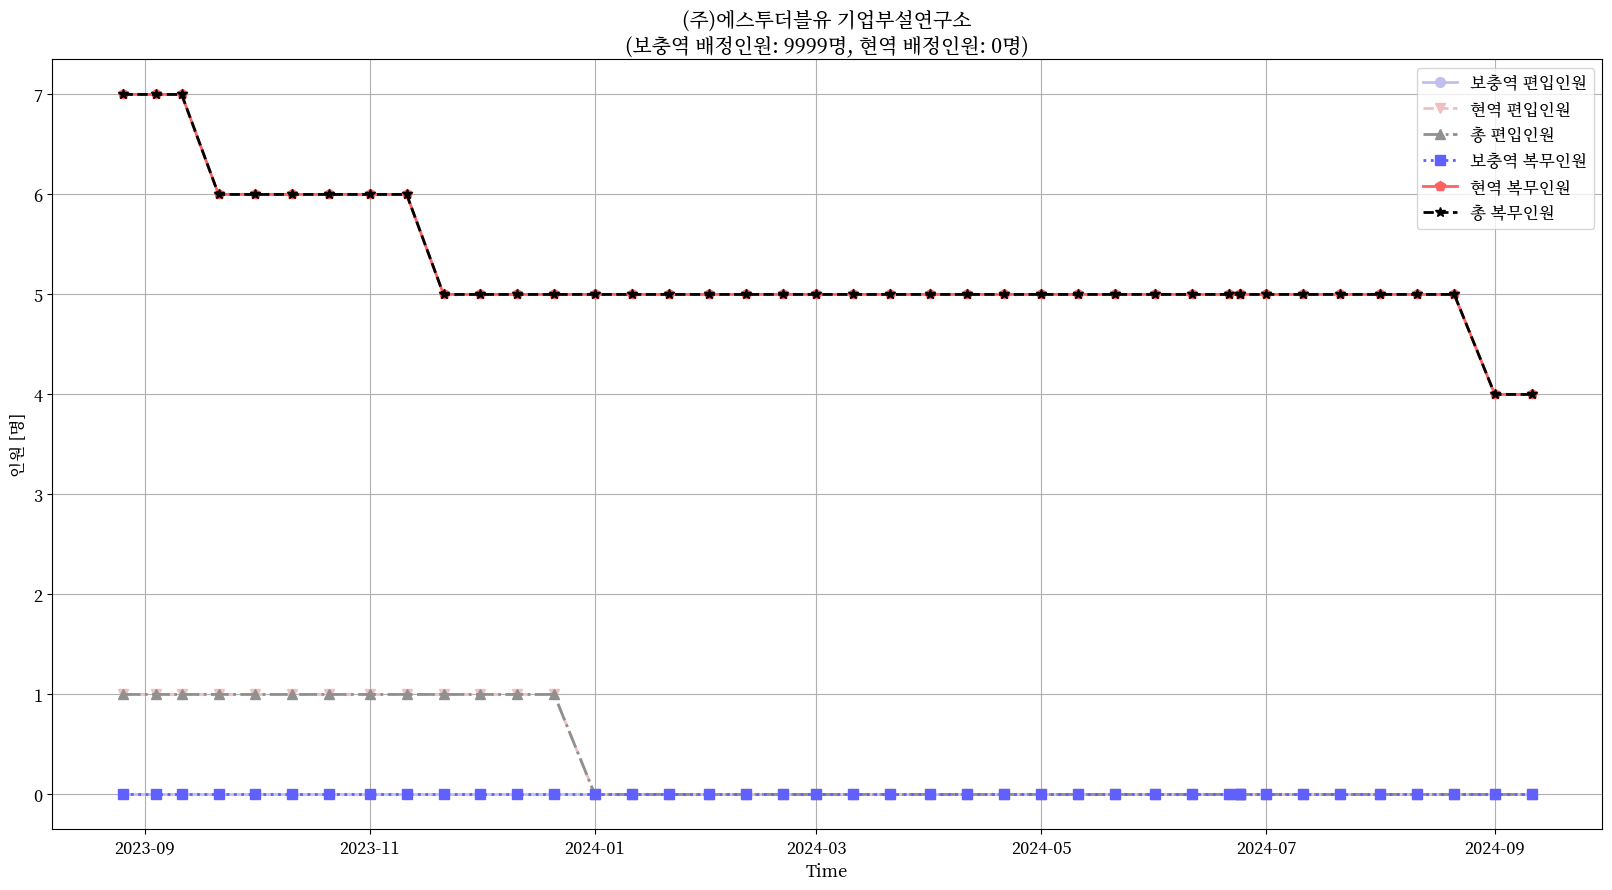 (주)에스투더블유 기업부설연구소
(보충역 배정인원: 9999명, 현역 배정인원: 0명)
보충역 편입인원
현역 편입인원
총 편입인원
보충역 복무인원
현역 복무인원
총 복무인원
인원 [명]
7
6
5
4
3
2
1
0
2023-09 2023-11 2024-01 2024-03 2024-05 2024-07 2024-09
Time